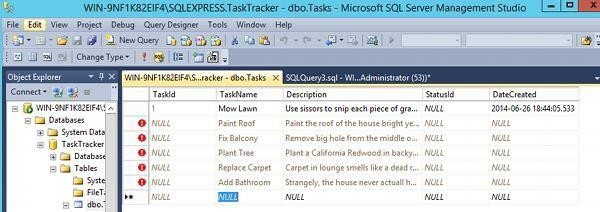 WIN-9NF1K82EIF4\SQLEXPRESS.TaskTracker - dbo.Tasks - Microsoft SQL Server Management Studio
File Edit View Project Debug Query Designer Tools Window Help
New Query
Change Type
Object Explorer
Connect
WIN-9NF1K82EIF4\S
Databases
System Data
TaskTracker
Database
Tables
Syster
FileTa
dbo.T
WIN-9NF1K82EIF4\S...racker - dbo.Tasks SQLQuery3.sql - WI...Administrator (53))*
TaskId TaskName Description StatusId DateCreated
1 Mow Lawn Use sissors to snip each piece of gra... NULL 2014-06-26 18:44:05.533
NULL Paint Roof Paint the roof of the house bright ye... NULL NULL
NULL Fix Balcony Remove big hole from the middle o... NULL NULL
NULL Plant Tree Plant a California Redwood in backy... NULL NULL
NULL Replace Carpet Carpet in lounge smells like a dead r... NULL NULL
NULL Add Bathroom Strangely, the house never actually h... NULL NULL
NULL NULL NULL NULL NULL